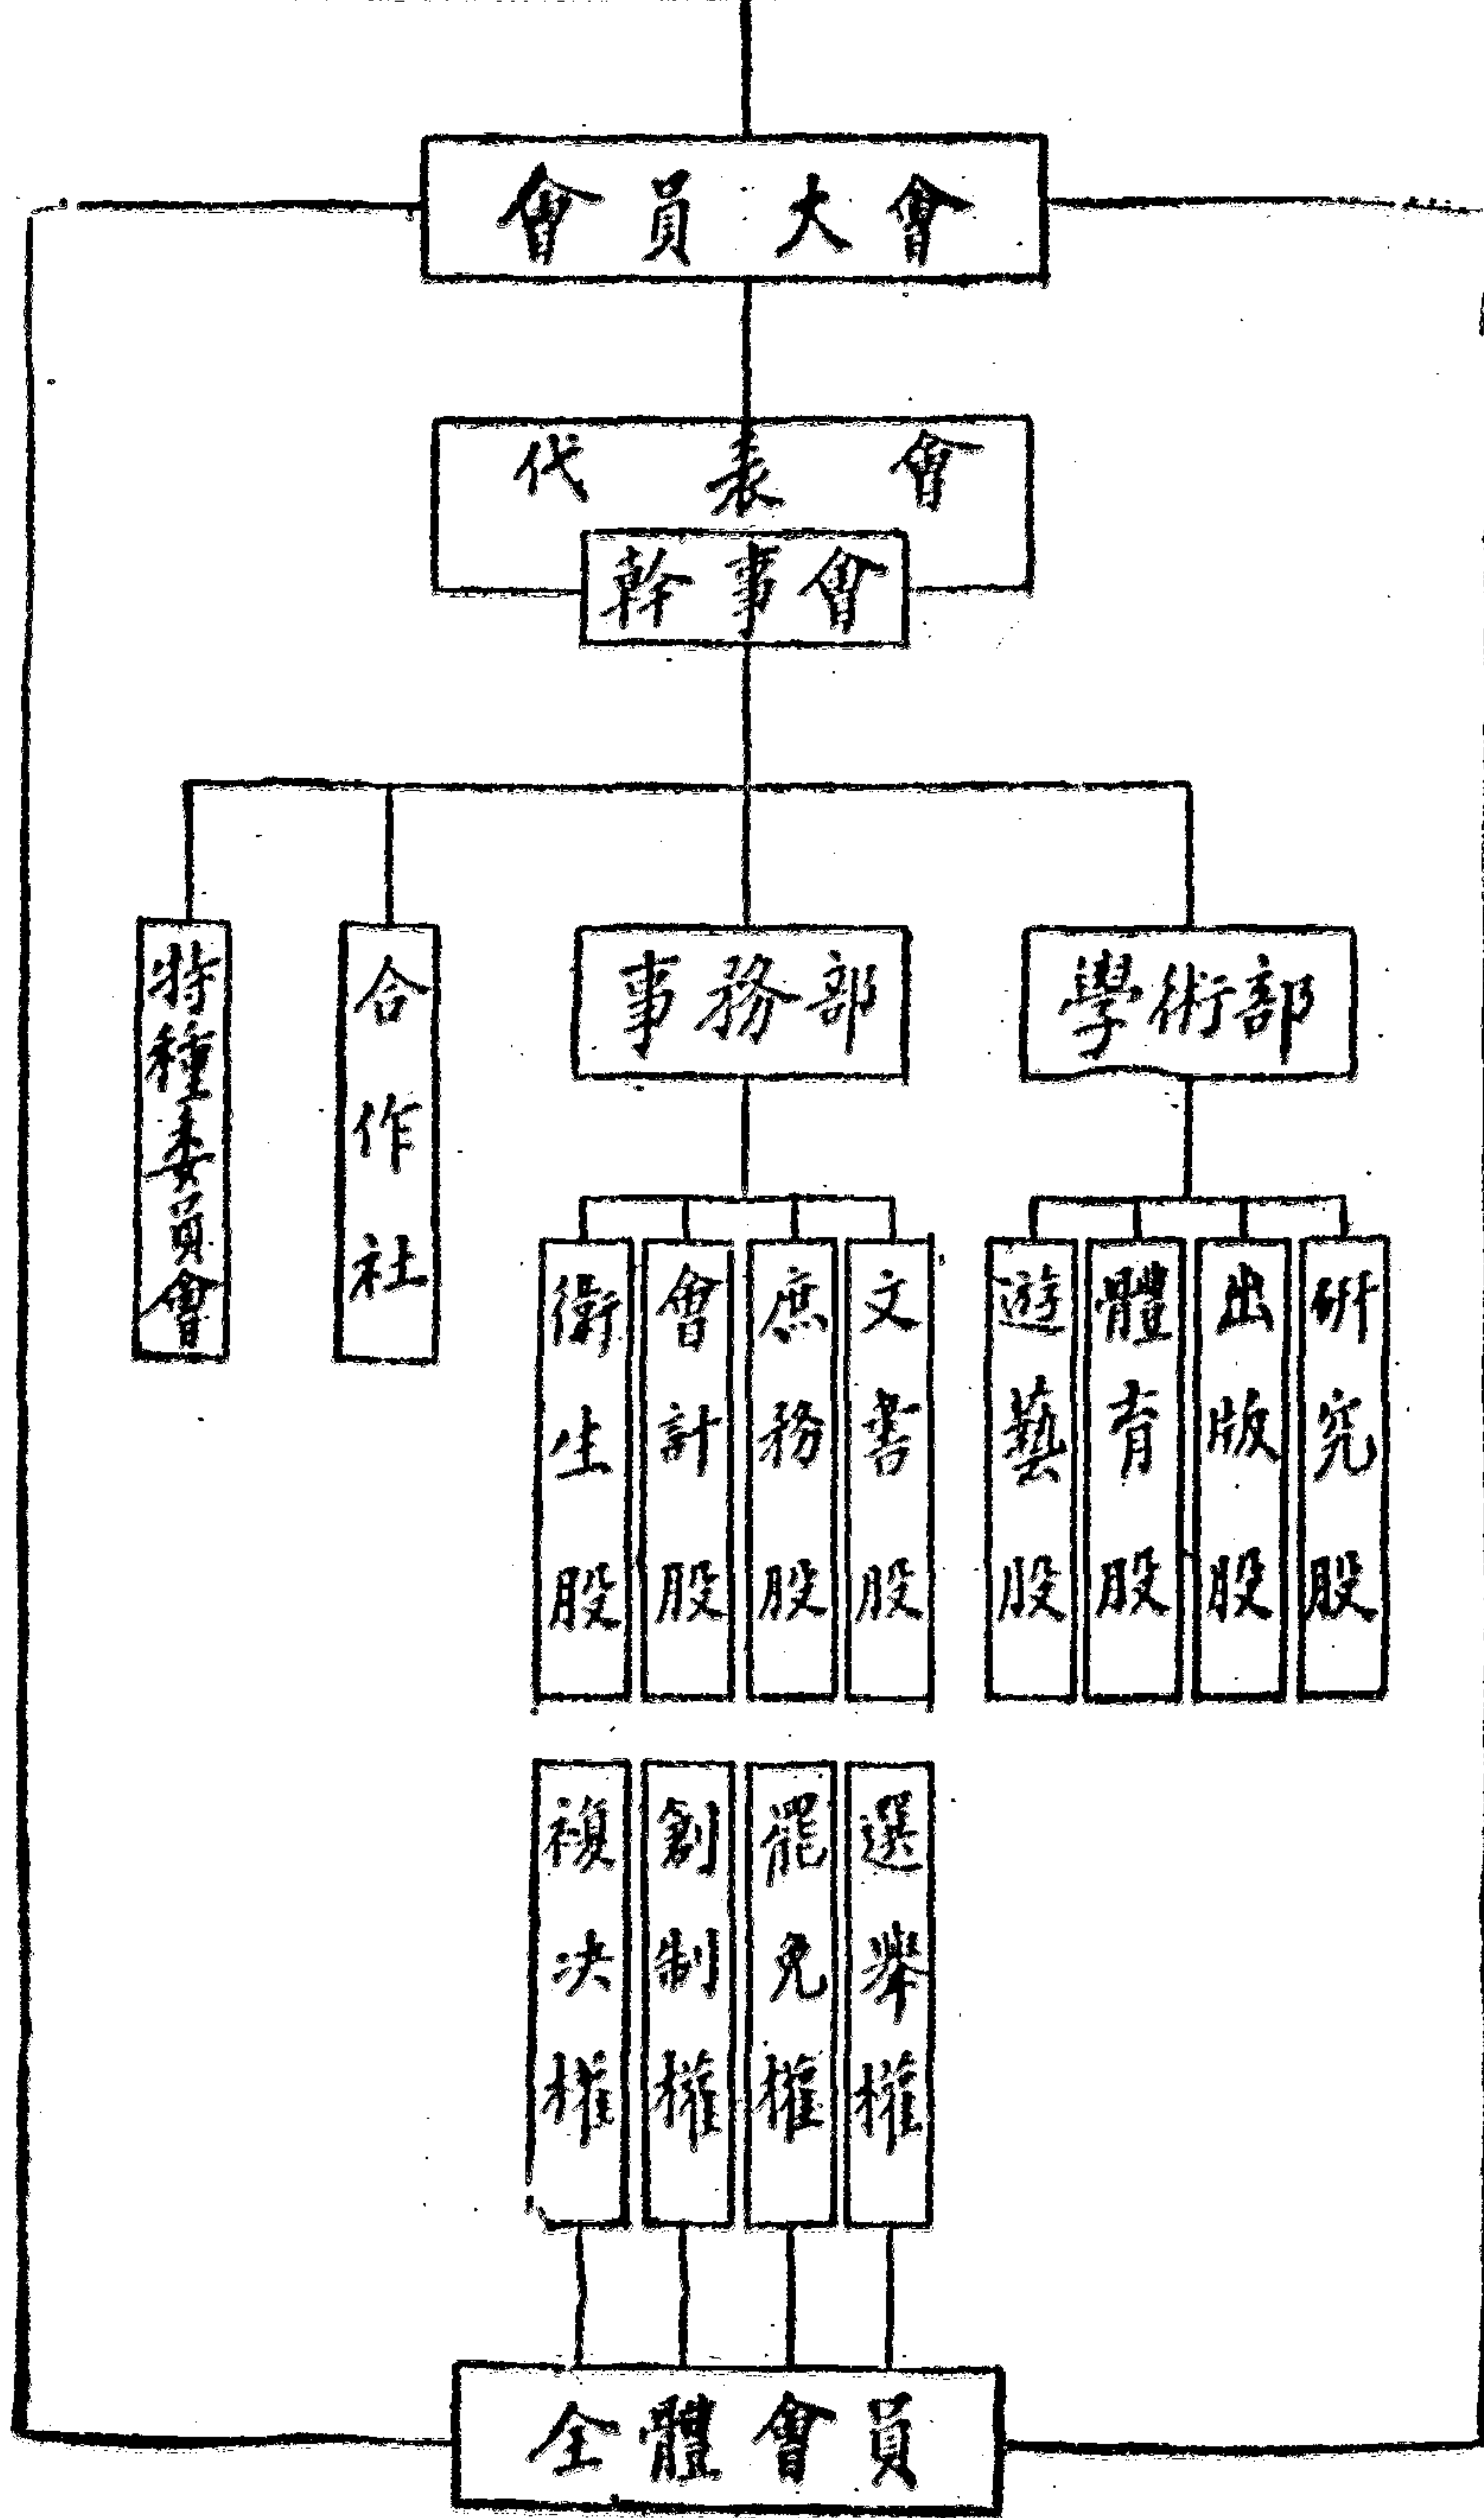 會員大會
代表會
幹事會
特種委員會
合作社
事務部
學術部
衛生股
會計股
庶務股
文書股
遊藝股
體育股
出版股
研究股
複決權
創制權
罷免權
選舉權
全體會員